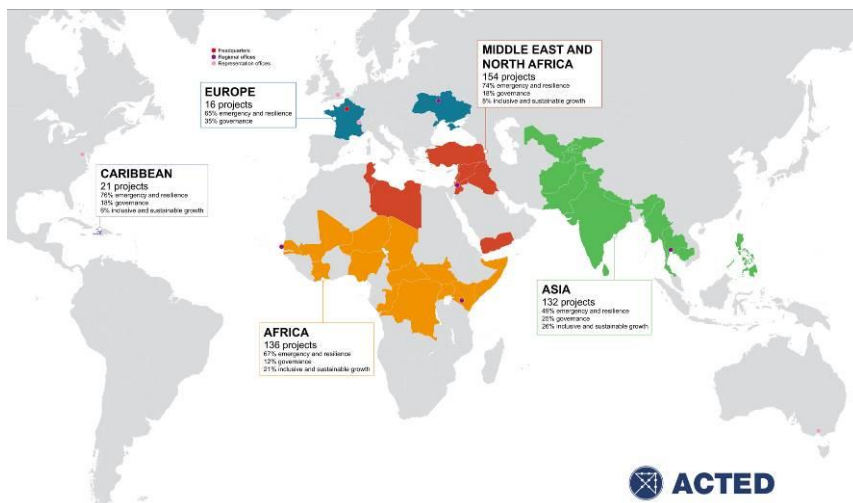 Headquarters
Regional offices
Representation offices
MIDDLE EAST AND
NORTH AFRICA
154 projects
74% emergency and resilience
18% governance
8% inclusive and sustainable growth
EUROPE
16 projects
65% emergency and resilience
35% governance
CARIBBEAN
21 projects
76% emergency and resilience
18% governance
6% inclusive and sustainable growth
ASIA
132 projects
49% emergency and resilience
25% governance
26% inclusive and sustainable growth
AFRICA
136 projects
67% emergency and resilience
12% governance
21% inclusive and sustainable growth
ACTED